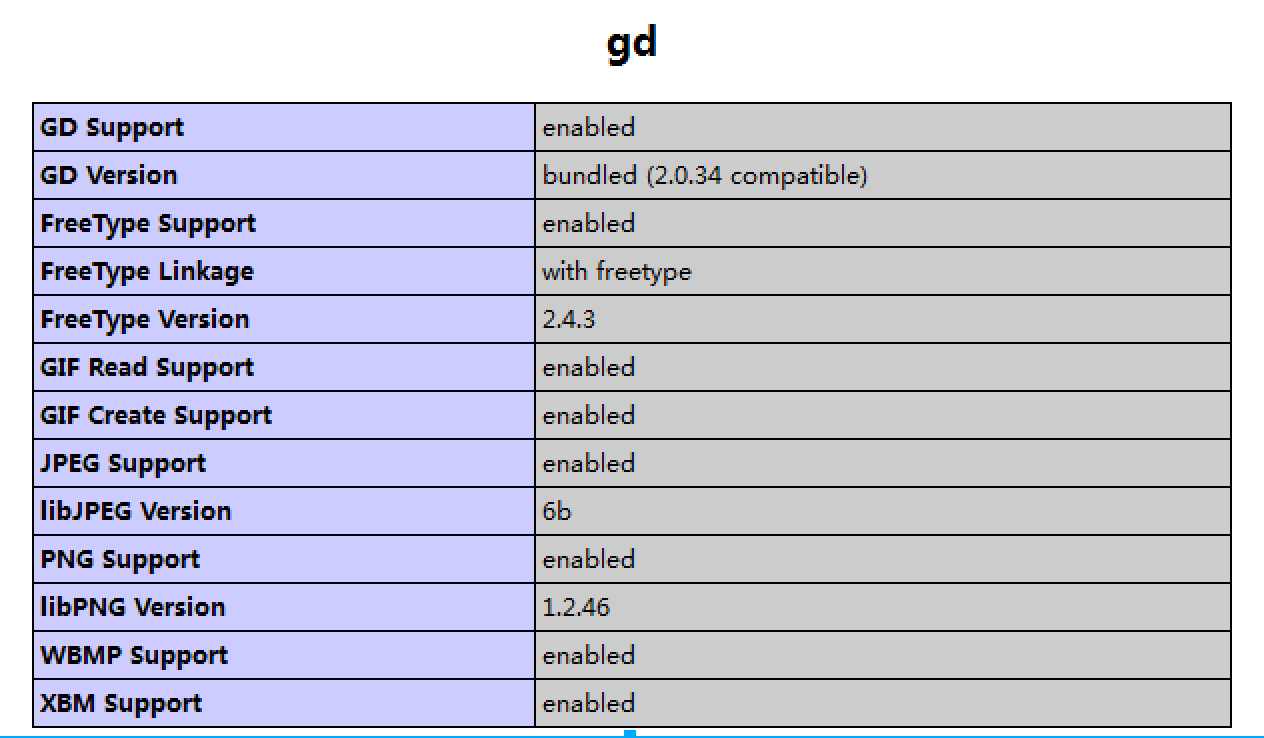 gd
GD Support enabled
GD Version bundled (2.0.34 compatible)
FreeType Support enabled
FreeType Linkage with freetype
FreeType Version 2.4.3
GIF Read Support enabled
GIF Create Support enabled
JPEG Support enabled
libJPEG Version 6b
PNG Support enabled
libPNG Version 1.2.46
WBMP Support enabled
XBM Support enabled